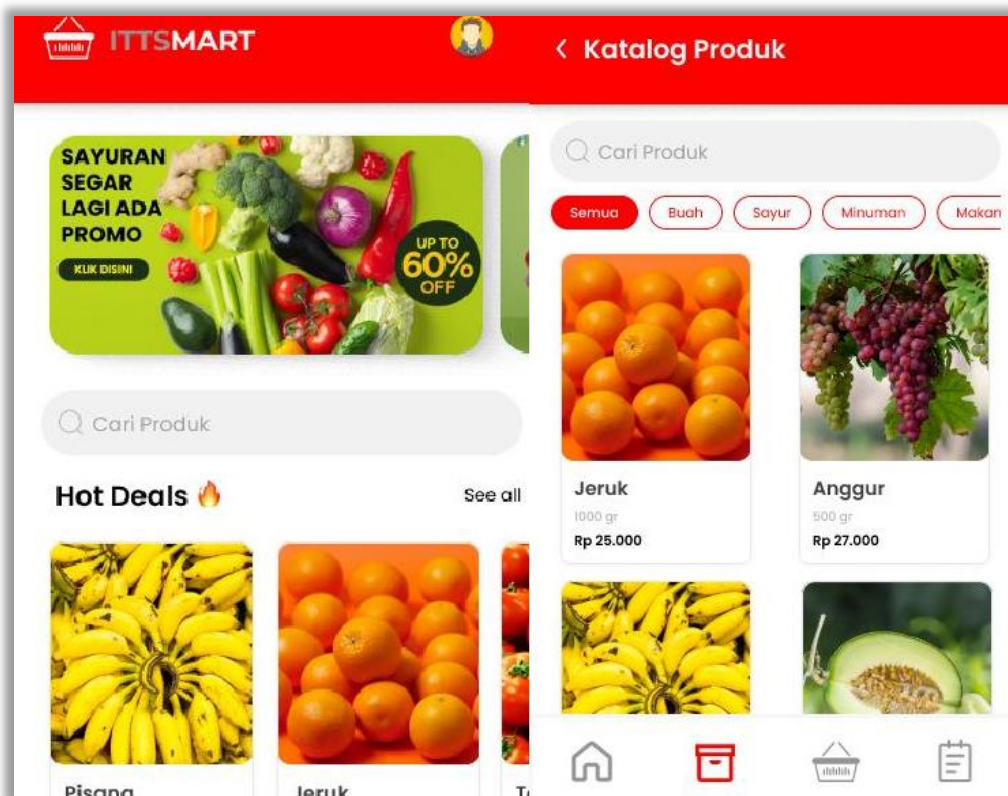 ITTSMART
SAYURAN
SEGAR
LAGI ADA
PROMO
KLIK DISINI
UP TO
60%
OFF
Cari Produk
Hot Deals 🔥
See all
Pisang
Jeruk
Katalog Produk
Cari Produk
Semua
Buah
Sayur
Minuman
Makan
Jeruk
1000 gr
Rp 25.000
Anggur
500 gr
Rp 27.000